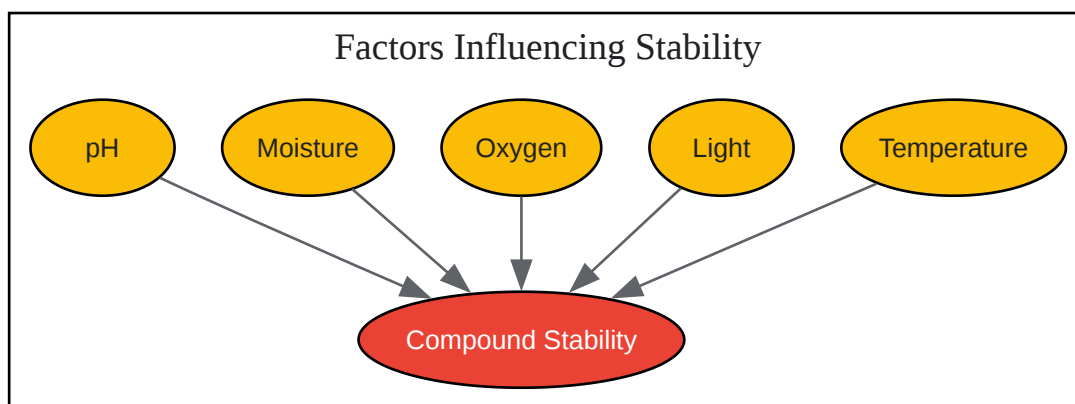 Factors Influencing Stability
pH
Moisture
Oxygen
Light
Temperature
Compound Stability